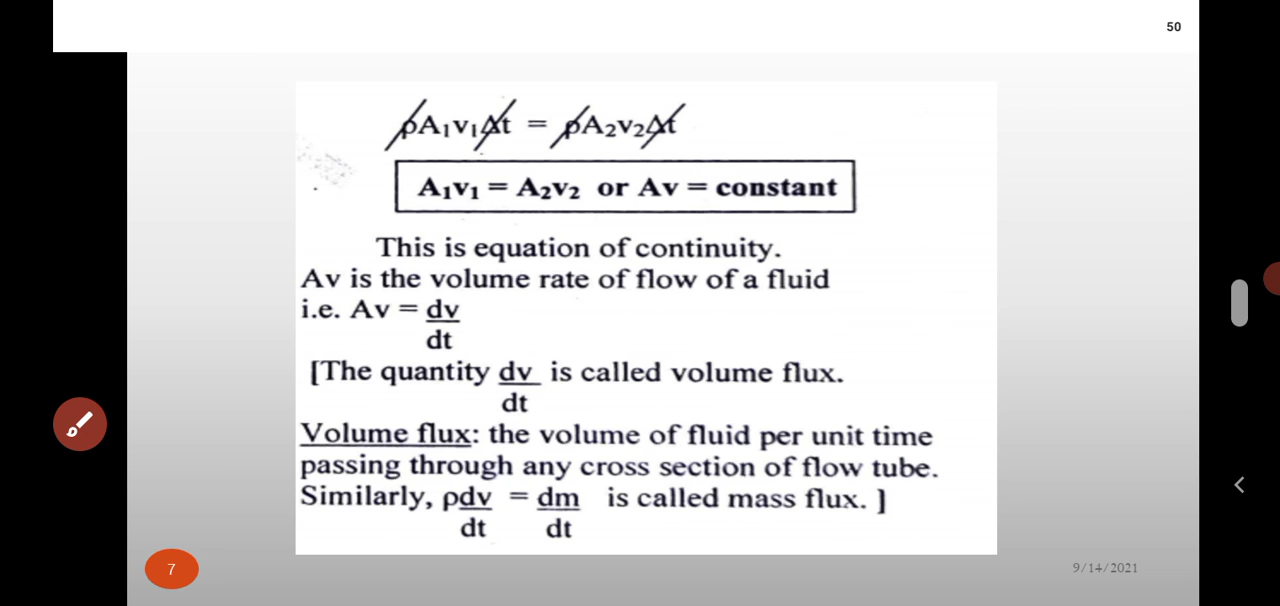 50
ρA₁v₁Δt = ρA₂v₂Δt
A₁v₁ = A₂v₂ or Av = constant
This is equation of continuity.
Av is the volume rate of flow of a fluid
i.e. Av = dv
dt
[The quantity dv is called volume flux.
dt
Volume flux: the volume of fluid per unit time
passing through any cross section of flow tube.
Similarly, ρdv = dm is called mass flux. ]
dt dt
7
9/14/2021